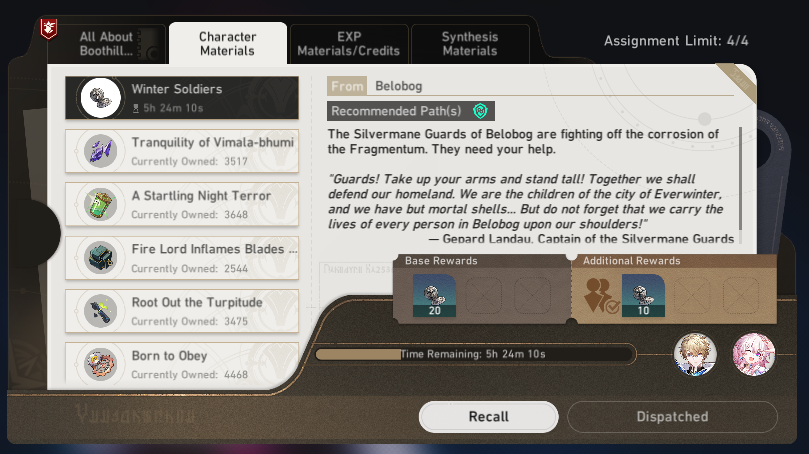 All About
Boothill...
Character
Materials
EXP
Materials/Credits
Synthesis
Materials
Assignment Limit: 4/4
Winter Soldiers
5h 24m 10s
Tranquility of Vimala-bhumi
Currently Owned: 3517
A Startling Night Terror
Currently Owned: 3648
Fire Lord Inflames Blades ...
Currently Owned: 2544
Root Out the Turpitude
Currently Owned: 3475
Born to Obey
Currently Owned: 4468
From Belobog
Recommended Path(s)
The Silvermane Guards of Belobog are fighting off the corrosion of
the Fragmentum. They need your help.
"Guards! Take up your arms and stand tall! Together we shall
defend our homeland. We are the children of the city of Everwinter,
and we have but mortal shells... But do not forget that we carry the
lives of every person in Belobog upon our shoulders!"
— Gepard Landau, Captain of the Silvermane Guards
Base Rewards
Additional Rewards
20
10
Time Remaining: 5h 24m 10s
Recall
Dispatched